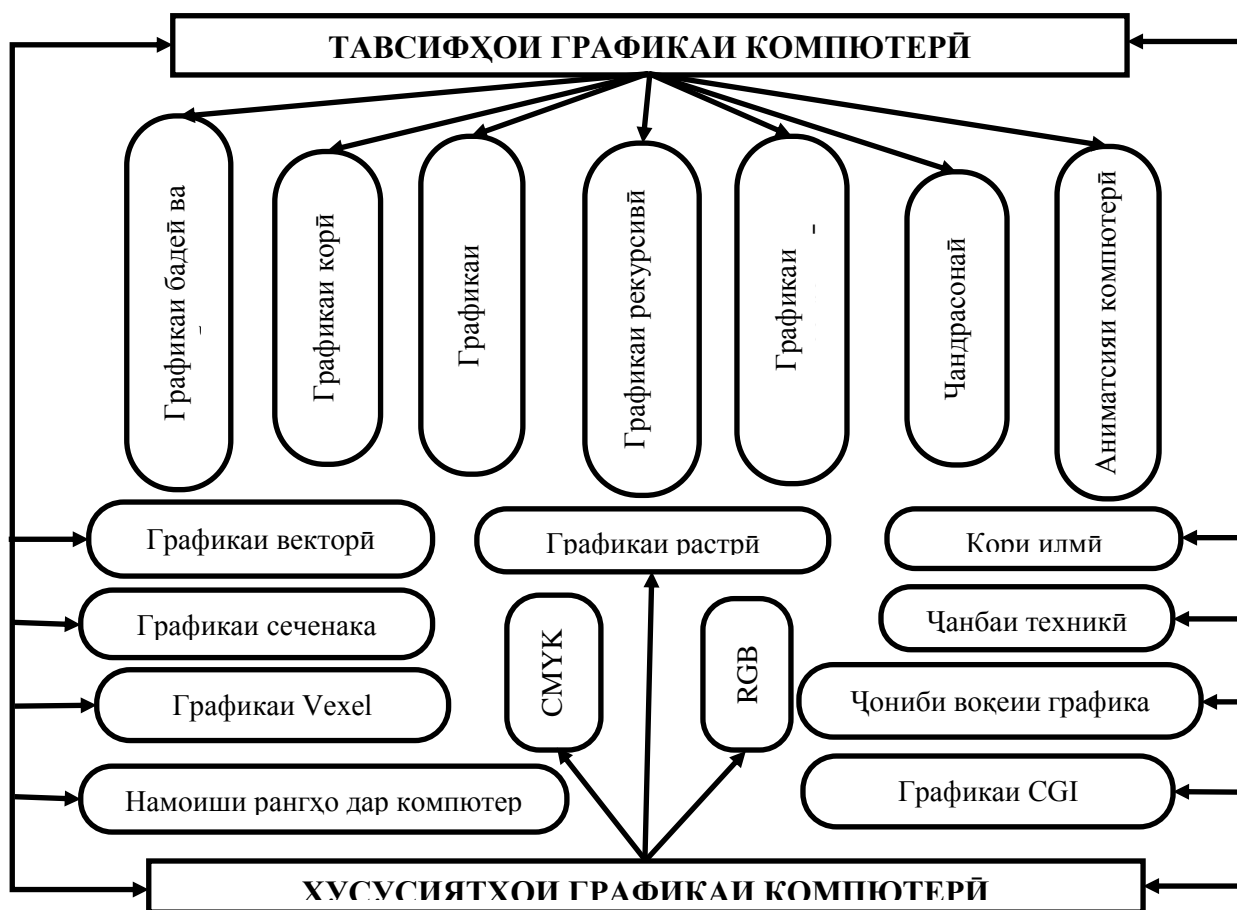 ТАВСИФҲОИ ГРАФИКАИ КОМПЮТЕРӢ
Графикаи бадеӣ ва
Графикаи корӣ
Графикаи
Графикаи рекурсивӣ
Графикаи
Чандрасонаӣ
Аниматсияи компютерӣ
Графикаи векторӣ
Графикаи растрӣ
Кори илмӣ
Графикаи сеченака
CMYK
RGB
Ҷанбаи техникӣ
Графикаи Vexel
Ҷониби воқеии графика
Намоиши рангҳо дар компютер
Графикаи CGI
ХУСУСИЯТҲОИ ГРАФИКАИ КОМПЮТЕРӢ